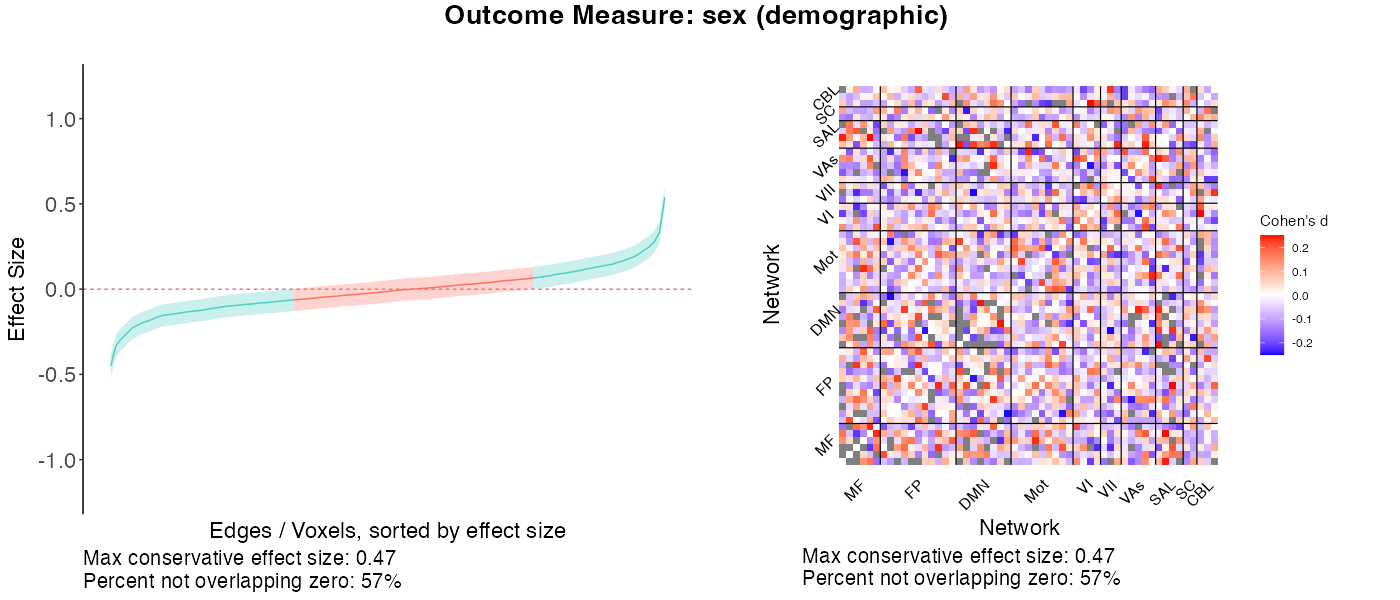 Outcome Measure: sex (demographic)
Effect Size
1.0
0.5
0.0
-0.5
-1.0
Edges / Voxels, sorted by effect size
Max conservative effect size: 0.47
Percent not overlapping zero: 57%
Network
CBL
SC
SAL
VAs
VII
VI
Mot
DMN
FP
MF
MF
FP
DMN
Mot
VI
VII
VAs
SAL
SC
CBL
Network
Max conservative effect size: 0.47
Percent not overlapping zero: 57%
Cohen's d
0.2
0.1
0.0
-0.1
-0.2